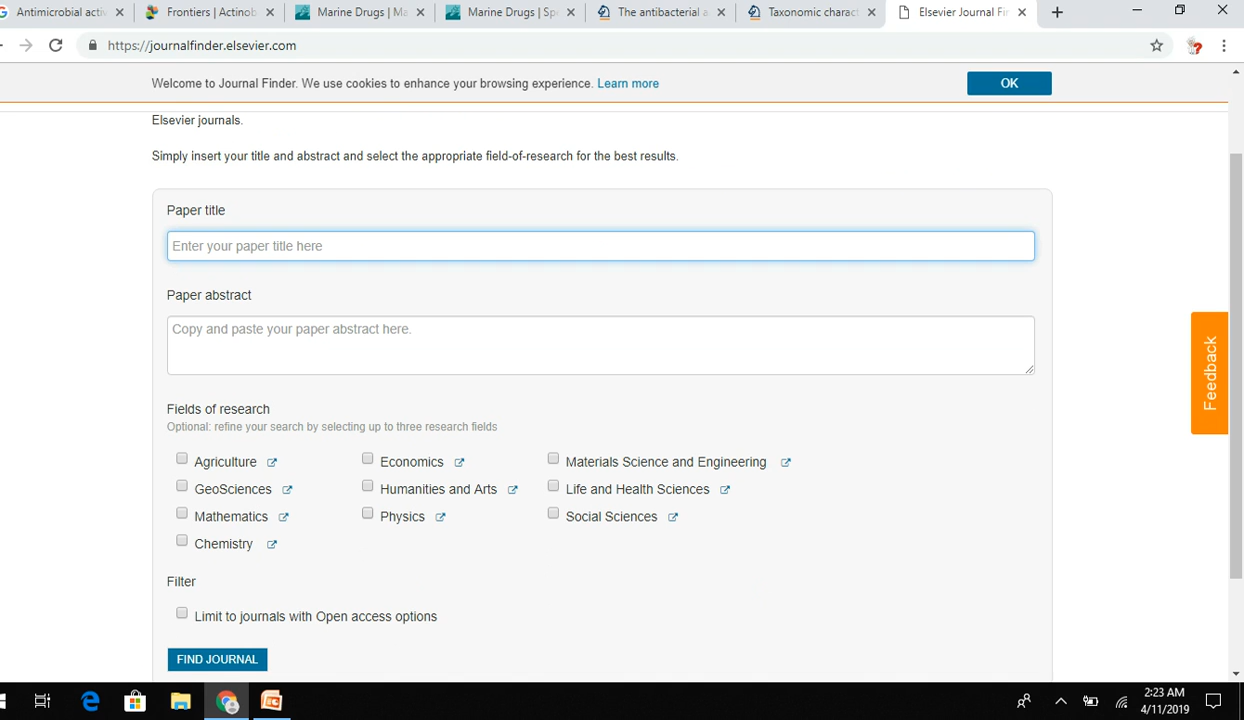 Antimicrobial activ
Frontiers | Actinob
Marine Drugs | Ma
Marine Drugs | Spe
The antibacterial a
Taxonomic charact
Elsevier Journal Fin
https://journalfinder.elsevier.com
Welcome to Journal Finder. We use cookies to enhance your browsing experience. Learn more
OK
Elsevier journals.
Simply insert your title and abstract and select the appropriate field-of-research for the best results.
Paper title
Enter your paper title here
Paper abstract
Copy and paste your paper abstract here.
Feedback
Fields of research
Optional: refine your search by selecting up to three research fields
Agriculture Economics Materials Science and Engineering
GeoSciences Humanities and Arts Life and Health Sciences
Mathematics Physics Social Sciences
Chemistry
Filter
Limit to journals with Open access options
FIND JOURNAL
2:23 AM
4/11/2019